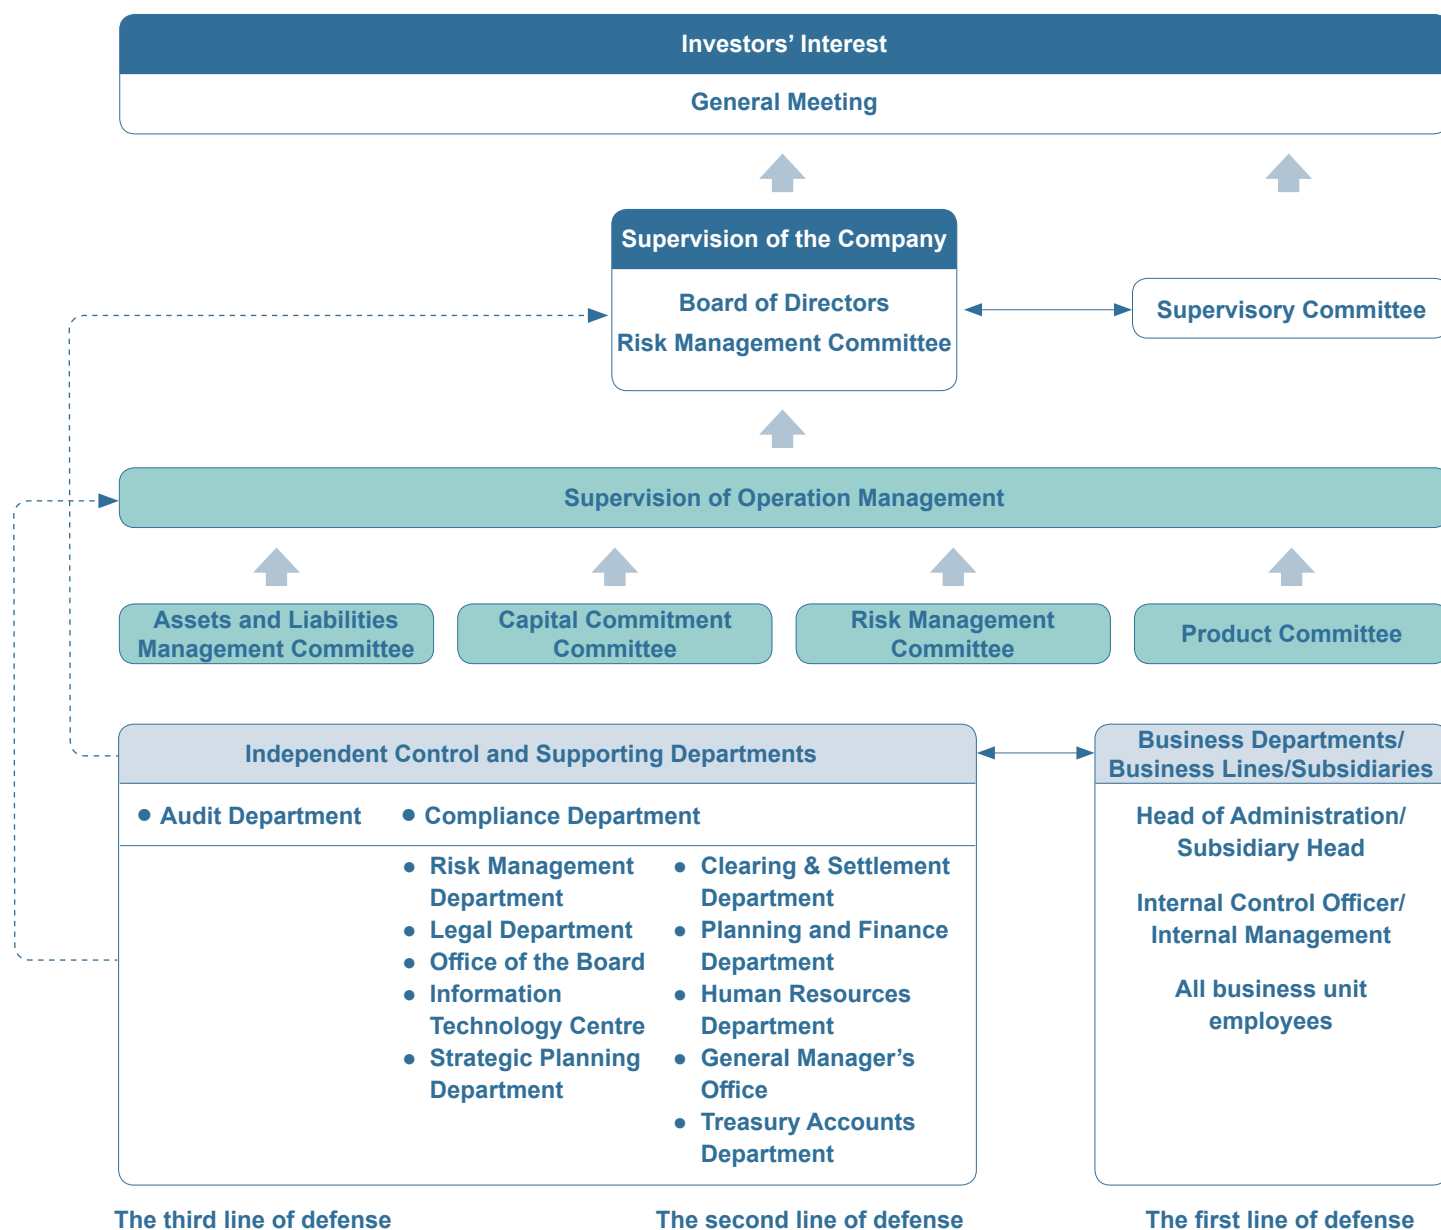 Investors’ Interest
General Meeting
Supervision of the Company
Board of Directors
Risk Management Committee
Supervisory Committee
Supervision of Operation Management
Assets and Liabilities
Management Committee
Capital Commitment
Committee
Risk Management
Committee
Product Committee
Independent Control and Supporting Departments
● Audit Department
● Compliance Department
● Risk Management
Department
● Legal Department
● Office of the Board
● Information
Technology Centre
● Strategic Planning
Department
● Clearing & Settlement
Department
● Planning and Finance
Department
● Human Resources
Department
● General Manager’s
Office
● Treasury Accounts
Department
Business Departments/
Business Lines/Subsidiaries
Head of Administration/
Subsidiary Head
Internal Control Officer/
Internal Management
All business unit
employees
The third line of defense
The second line of defense
The first line of defense